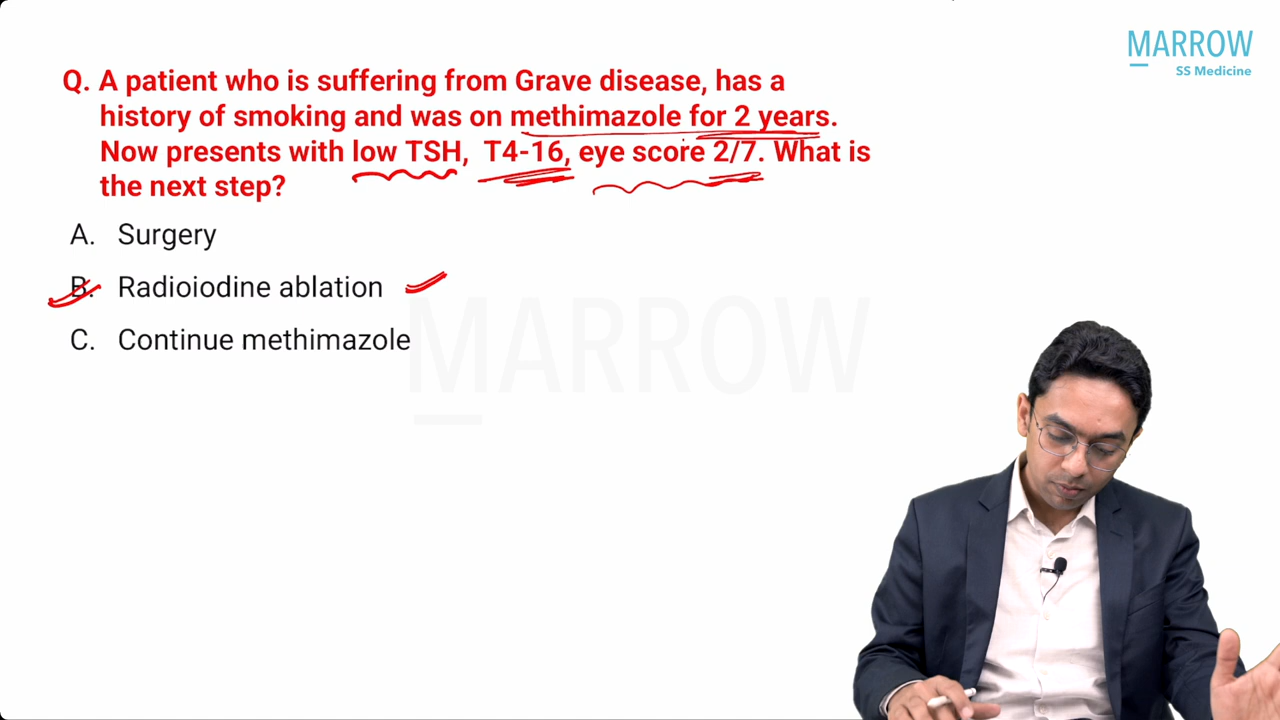 MARROW
SS Medicine
Q. A patient who is suffering from Grave disease, has a
history of smoking and was on methimazole for 2 years.
Now presents with low TSH, T4-16, eye score 2/7. What is
the next step?
A. Surgery
B. Radioiodine ablation
C. Continue methimazole
MARROW